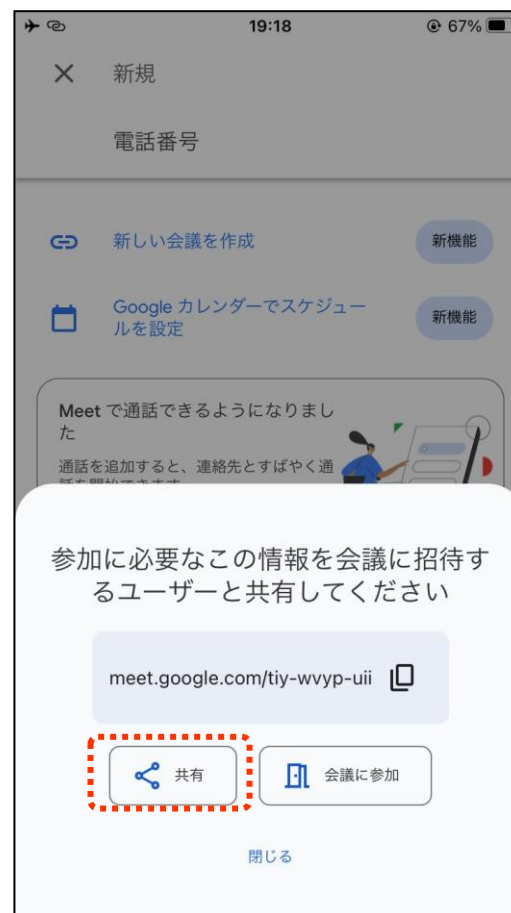 19:18
67%
新規
電話番号
新しい会議を作成
新機能
Google カレンダーでスケジュー
ルを設定
新機能
Meet で通話できるようになりまし
た
通話を追加すると、連絡先とすばやく通
参加に必要なこの情報を会議に招待す
るユーザーと共有してください
meet.google.com/tiy-wvyp-uii
共有
会議に参加
閉じる